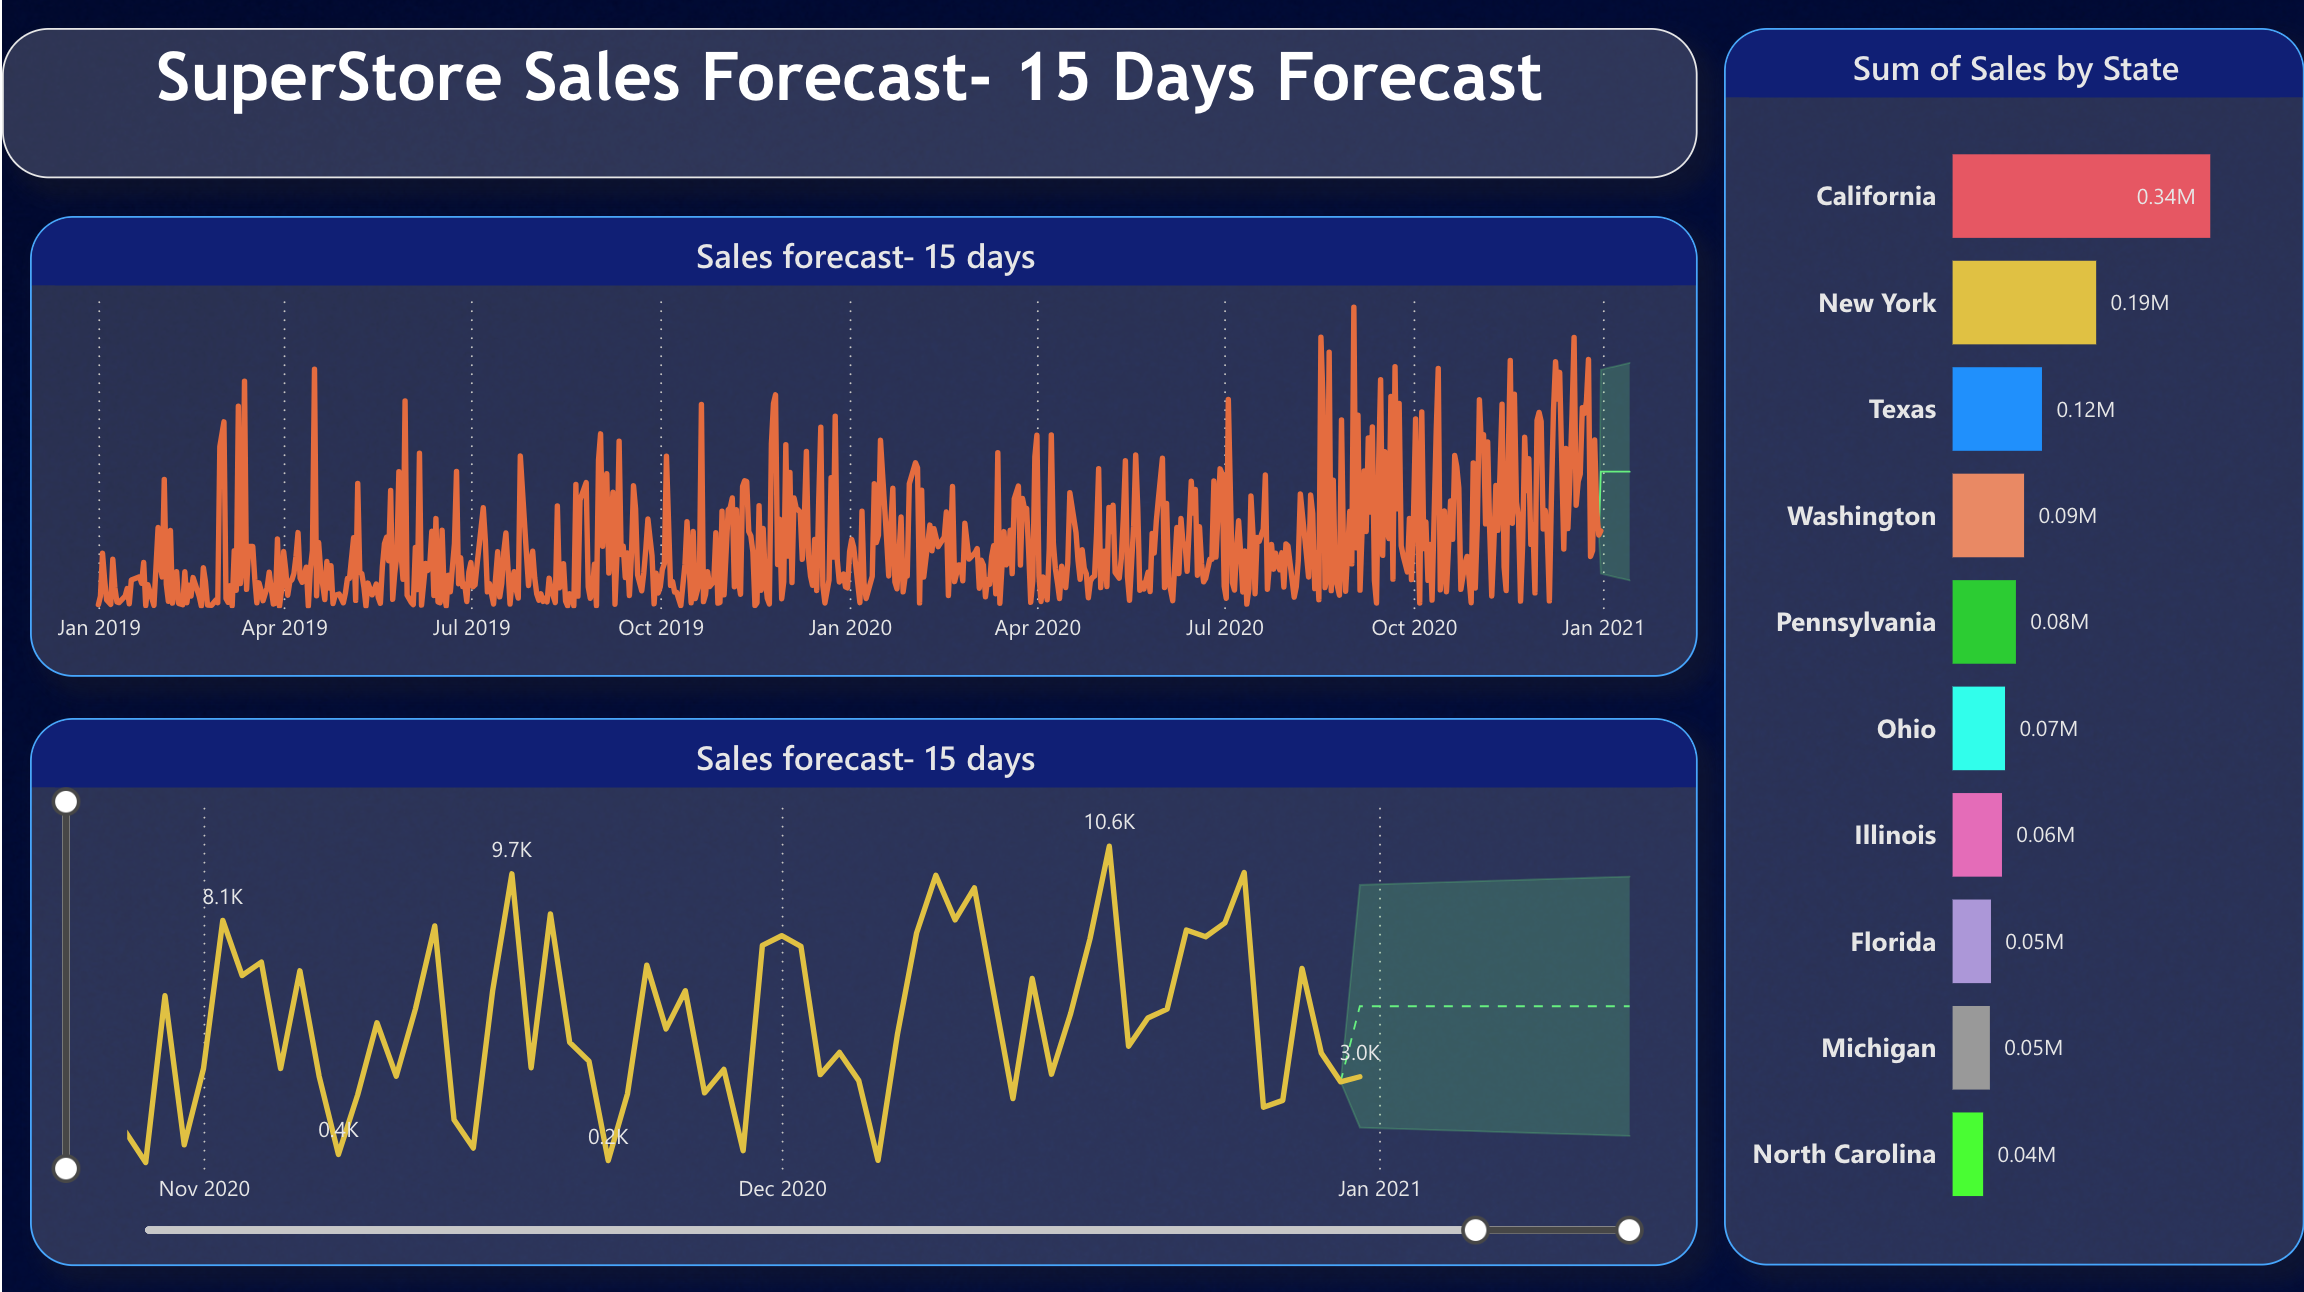 SuperStore Sales Forecast- 15 Days Forecast
Sales forecast- 15 days
Jan 2019
Apr 2019
Jul 2019
Oct 2019
Jan 2020
Apr 2020
Jul 2020
Oct 2020
Jan 2021
Sales forecast- 15 days
8.1K
9.7K
10.6K
3.0K
0.4K
0.2K
Nov 2020
Dec 2020
Jan 2021
Sum of Sales by State
California 0.34M
New York 0.19M
Texas 0.12M
Washington 0.09M
Pennsylvania 0.08M
Ohio 0.07M
Illinois 0.06M
Florida 0.05M
Michigan 0.05M
North Carolina 0.04M